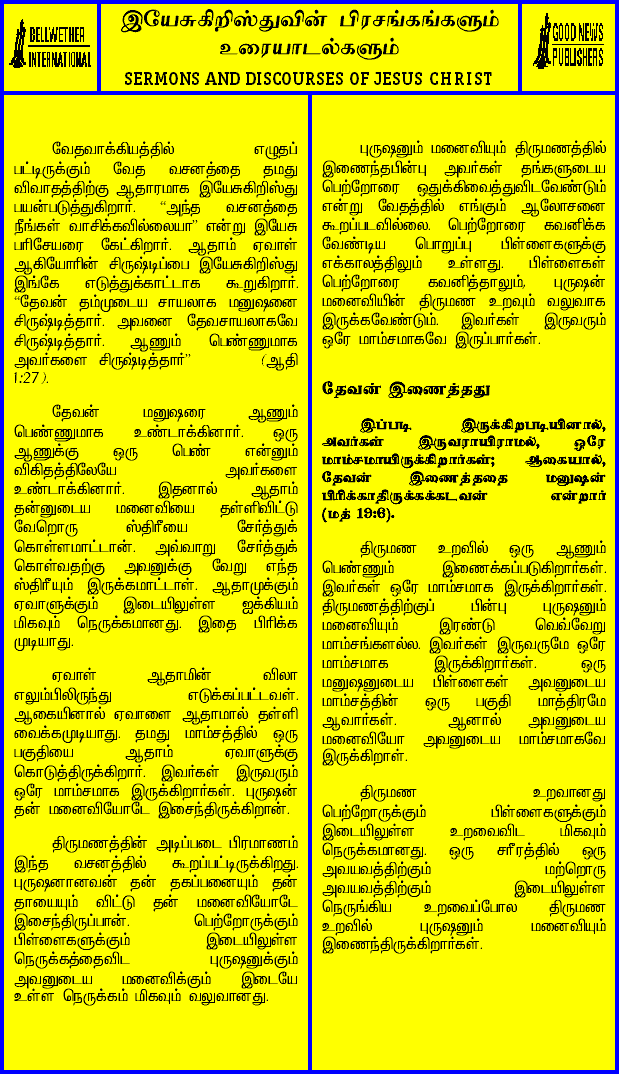 BELLWETHER
INTERNATIONAL
இயேசுகிறிஸ்துவின் பிரசங்கங்களும்
உரையாடல்களும்
SERMONS AND DISCOURSES OF JESUS CHRIST
GOOD NEWS
PUBLISHERS
வேதவாக்கியத்தில் எழுதப்
பட்டிருக்கும் வேத வசனத்தை தமது
விவாதத்திற்கு ஆதாரமாக இயேசுகிறிஸ்து
பயன்படுத்துகிறார். “அந்த வசனத்தை
நீங்கள் வாசிக்கவில்லையா” என்று இயேசு
பரிசேயரை கேட்கிறார். ஆதாம் ஏவாள்
ஆகியோரின் சிருஷ்டிப்பை இயேசுகிறிஸ்து
இங்கே எடுத்துக்காட்டாக கூறுகிறார்.
“தேவன் தம்முடைய சாயலாக மனுஷனை
சிருஷ்டித்தார். அவனை தேவசாயலாகவே
சிருஷ்டித்தார். ஆணும் பெண்ணுமாக
அவர்களை சிருஷ்டித்தார்” (ஆதி
1:27).
தேவன் மனுஷரை ஆணும்
பெண்ணுமாக உண்டாக்கினார். ஒரு
ஆணுக்கு ஒரு பெண் என்னும்
விகிதத்திலேயே அவர்களை
உண்டாக்கினார். இதனால் ஆதாம்
தன்னுடைய மனைவியை தள்ளிவிட்டு
வேறொரு ஸ்திரீயை சேர்த்துக்
கொள்ளமாட்டான். அவ்வாறு சேர்த்துக்
கொள்வதற்கு அவனுக்கு வேறு எந்த
ஸ்திரீயும் இருக்கமாட்டாள். ஆதாமுக்கும்
ஏவாளுக்கும் இடையிலுள்ள ஐக்கியம்
மிகவும் நெருக்கமானது. இதை பிரிக்க
முடியாது.
ஏவாள் ஆதாமின் விலா
எலும்பிலிருந்து எடுக்கப்பட்டவள்.
ஆகையினால் ஏவாளை ஆதாமால் தள்ளி
வைக்கமுடியாது. தமது மாம்சத்தில் ஒரு
பகுதியை ஆதாம் ஏவாளுக்கு
கொடுத்திருக்கிறார். இவர்கள் இருவரும்
ஒரே மாம்சமாக இருக்கிறார்கள். புருஷன்
தன் மனைவியோடே இசைந்திருக்கிறான்.
திருமணத்தின் அடிப்படை பிரமாணம்
இந்த வசனத்தில் கூறப்பட்டிருக்கிறது.
புருஷனானவன் தன் தகப்பனையும் தன்
தாயையும் விட்டு தன் மனைவியோடே
இசைந்திருப்பான். பெற்றோருக்கும்
பிள்ளைகளுக்கும் இடையிலுள்ள
நெருக்கத்தைவிட புருஷனுக்கும்
அவனுடைய மனைவிக்கும் இடையே
உள்ள நெருக்கம் மிகவும் வலுவானது.
புருஷனும் மனைவியும் திருமணத்தில்
இணைந்தபின்பு அவர்கள் தங்களுடைய
பெற்றோரை ஒதுக்கிவைத்துவிடவேண்டும்
என்று வேதத்தில் எங்கும் ஆலோசனை
கூறப்படவில்லை. பெற்றோரை கவனிக்க
வேண்டிய பொறுப்பு பிள்ளைகளுக்கு
எக்காலத்திலும் உள்ளது. பிள்ளைகள்
பெற்றோரை கவனித்தாலும், புருஷன்
மனைவியின் திருமண உறவும் வலுவாக
இருக்கவேண்டும். இவர்கள் இருவரும்
ஒரே மாம்சமாகவே இருப்பார்கள்.
தேவன் இணைத்தது
இப்படி இருக்கிறபடியினால்,
அவர்கள் இருவராயிராமல், ஒரே
மாம்சமாயிருக்கிறார்கள்; ஆகையால்,
தேவன் இணைத்ததை மனுஷன்
பிரிக்காதிருக்கக்கடவன் என்றார்
(மத் 19:6).
திருமண உறவில் ஒரு ஆணும்
பெண்ணும் இணைக்கப்படுகிறார்கள்.
இவர்கள் ஒரே மாம்சமாக இருக்கிறார்கள்.
திருமணத்திற்குப் பின்பு புருஷனும்
மனைவியும் இரண்டு வெவ்வேறு
மாம்சங்களல்ல. இவர்கள் இருவருமே ஒரே
மாம்சமாக இருக்கிறார்கள். ஒரு
மனுஷனுடைய பிள்ளைகள் அவனுடைய
மாம்சத்தின் ஒரு பகுதி மாத்திரமே
ஆவார்கள். ஆனால் அவனுடைய
மனைவியோ அவனுடைய மாம்சமாகவே
இருக்கிறாள்.
திருமண உறவானது
பெற்றோருக்கும் பிள்ளைகளுக்கும்
இடையிலுள்ள உறவைவிட மிகவும்
நெருக்கமானது. ஒரு சரீரத்தில் ஒரு
அவயவத்திற்கும் மற்றொரு
அவயவத்திற்கும் இடையிலுள்ள
நெருங்கிய உறவைப்போல திருமண
உறவில் புருஷனும் மனைவியும்
இணைந்திருக்கிறார்கள்.